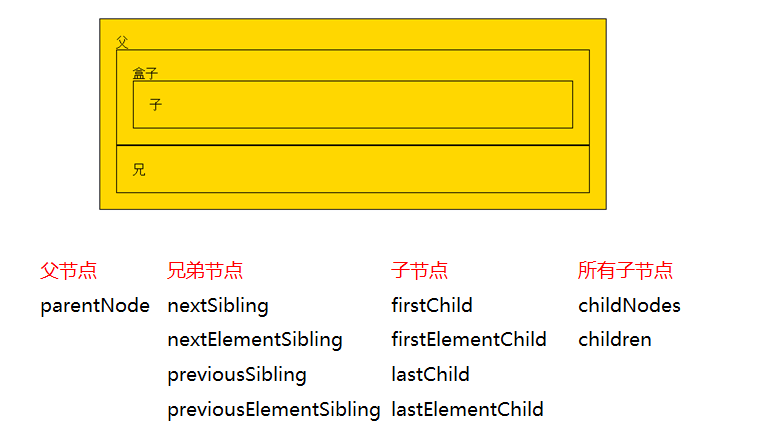 父
盒子
子
兄
父节点 兄弟节点 子节点 所有子节点
parentNode nextSibling firstChild childNodes
nextElementSibling firstElementChild children
previousSibling lastChild
previousElementSibling lastElementChild